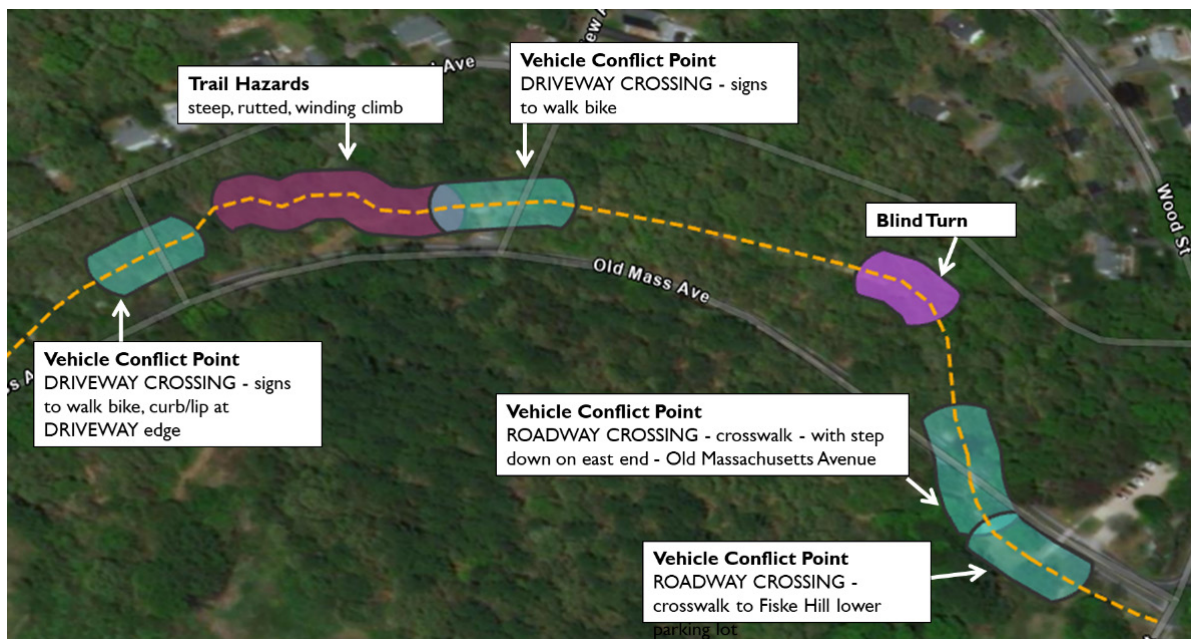 Ave
ew A
Trail Hazards
steep, rutted, winding climb
Vehicle Conflict Point
DRIVEWAY CROSSING - signs
to walk bike
Wood St
Blind Turn
Old Mass Ave
Vehicle Conflict Point
DRIVEWAY CROSSING - signs
to walk bike, curb/lip at
DRIVEWAY edge
Vehicle Conflict Point
ROADWAY CROSSING - crosswalk - with step
down on east end - Old Massachusetts Avenue
Vehicle Conflict Point
ROADWAY CROSSING -
crosswalk to Fiske Hill lower
parking lot